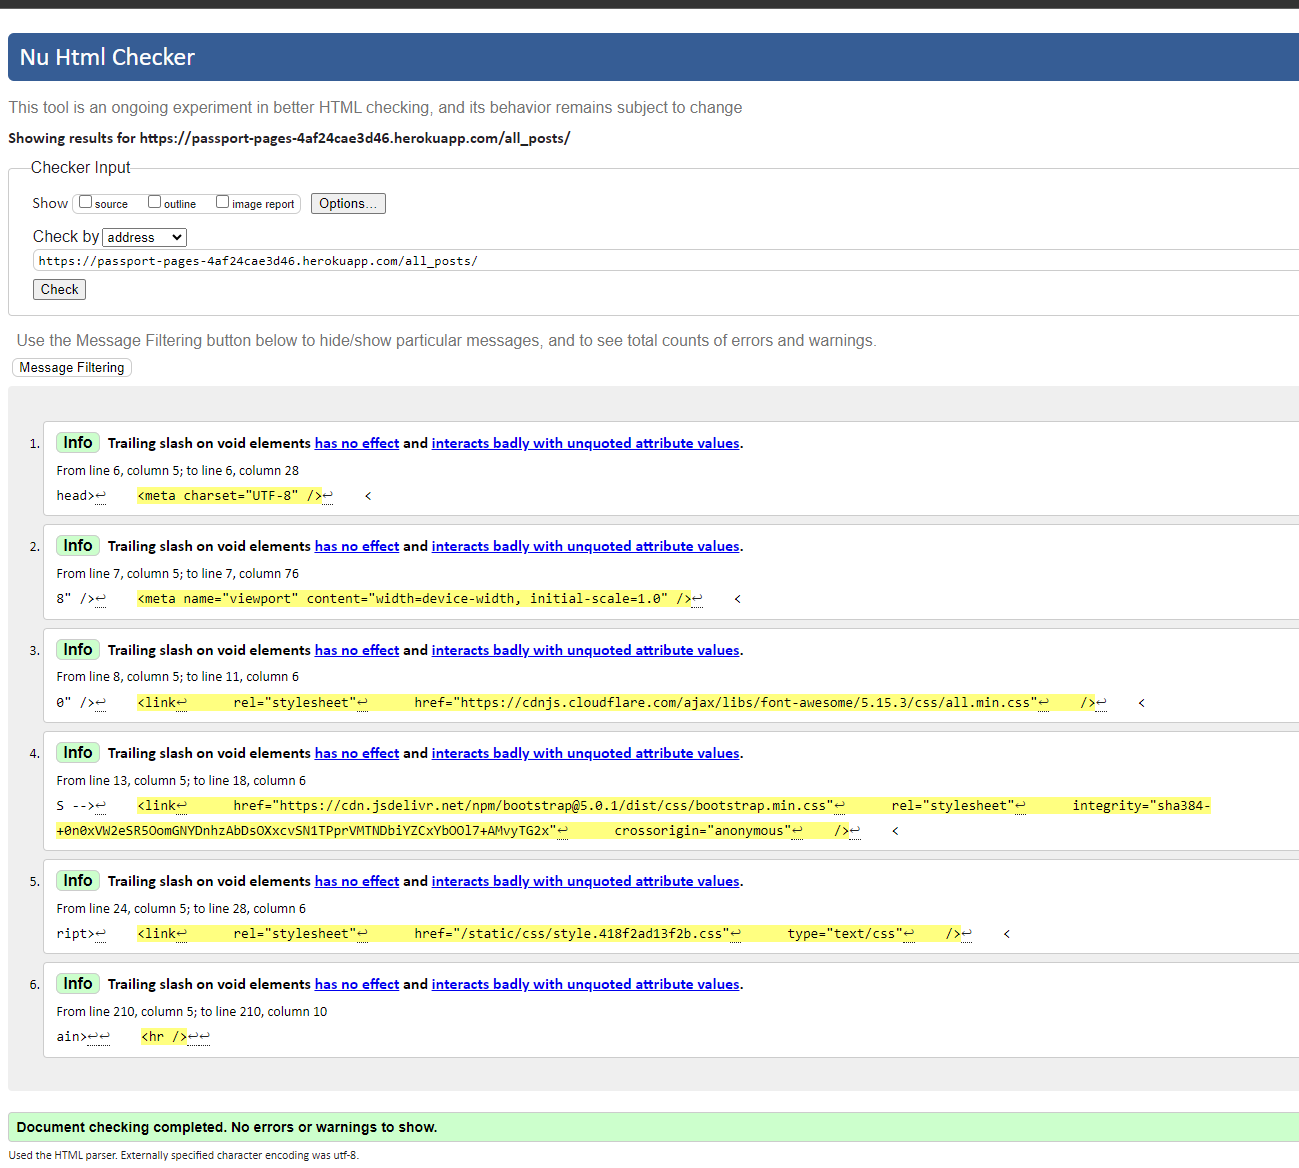 Nu Html Checker
This tool is an ongoing experiment in better HTML checking, and its behavior remains subject to change
Showing results for https://passport-pages-4af24cae3d46.herokuapp.com/all_posts/
Checker Input
Show source outline image report Options...
Check by address
https://passport-pages-4af24cae3d46.herokuapp.com/all_posts/
Check
Use the Message Filtering button below to hide/show particular messages, and to see total counts of errors and warnings.
Message Filtering
1. Info Trailing slash on void elements has no effect and interacts badly with unquoted attribute values.
From line 6, column 5; to line 6, column 28
head>↩ <meta charset="UTF-8" />↩ <
2. Info Trailing slash on void elements has no effect and interacts badly with unquoted attribute values.
From line 7, column 5; to line 7, column 76
8" />↩ <meta name="viewport" content="width=device-width, initial-scale=1.0" />↩ <
3. Info Trailing slash on void elements has no effect and interacts badly with unquoted attribute values.
From line 8, column 5; to line 11, column 6
0" />↩ <link↩ rel="stylesheet"↩ href="https://cdnjs.cloudflare.com/ajax/libs/font-awesome/5.15.3/css/all.min.css"↩ />↩ <
4. Info Trailing slash on void elements has no effect and interacts badly with unquoted attribute values.
From line 13, column 5; to line 18, column 6
S -->↩ <link↩ href="https://cdn.jsdelivr.net/npm/bootstrap@5.0.1/dist/css/bootstrap.min.css"↩ rel="stylesheet"↩ integrity="sha384-
+0n0xVW2eSR5OomGNYDnhzAbDsOXxcvSN1TPprVMTNDbiYZCxYbOOl7+AMvyTG2x"↩ crossorigin="anonymous"↩ />↩ <
5. Info Trailing slash on void elements has no effect and interacts badly with unquoted attribute values.
From line 24, column 5; to line 28, column 6
ript>↩ <link↩ rel="stylesheet"↩ href="/static/css/style.418f2ad13f2b.css"↩ type="text/css"↩ />↩ <
6. Info Trailing slash on void elements has no effect and interacts badly with unquoted attribute values.
From line 210, column 5; to line 210, column 10
ain>↩↩ <hr />↩↩
Document checking completed. No errors or warnings to show.
Used the HTML parser. Externally specified character encoding was utf-8.